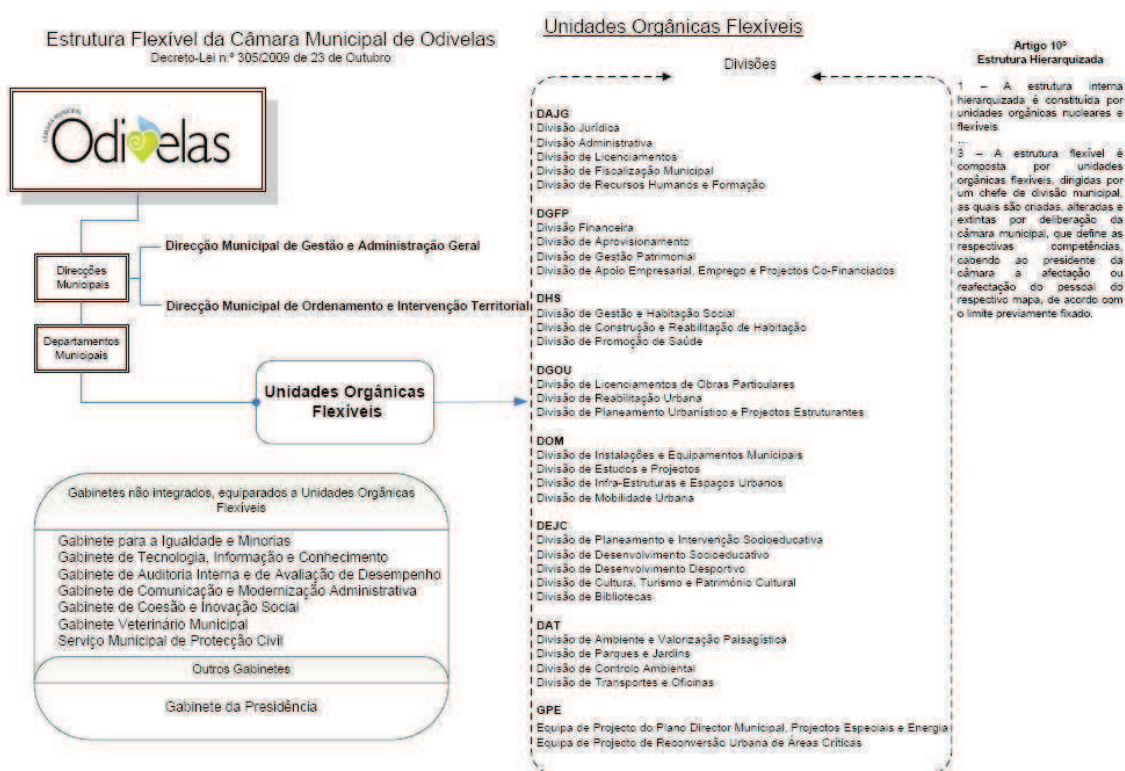 Estrutura Flexível da Câmara Municipal de Odivelas
Decreto-Lei n.º 305/2009 de 23 de Outubro
CÂMARA MUNICIPAL
Odivelas
Direcções
Municipais
Direcção Municipal de Gestão e Administração Geral
Direcção Municipal de Ordenamento e Intervenção Territorial
Departamentos
Municipais
Unidades Orgânicas
Flexíveis
Gabinetes não integrados, equiparados a Unidades Orgânicas
Flexíveis
Gabinete para a Igualdade e Minorias
Gabinete de Tecnologia, Informação e Conhecimento
Gabinete de Auditoria Interna e de Avaliação de Desempenho
Gabinete de Comunicação e Modernização Administrativa
Gabinete de Coesão e Inovação Social
Gabinete Veterinário Municipal
Serviço Municipal de Protecção Civil
Outros Gabinetes
Gabinete da Presidência
Unidades Orgânicas Flexíveis
Divisões
DAJG
Divisão Jurídica
Divisão Administrativa
Divisão de Licenciamentos
Divisão de Fiscalização Municipal
Divisão de Recursos Humanos e Formação
DGFP
Divisão Financeira
Divisão de Aprovisionamento
Divisão de Gestão Patrimonial
Divisão de Apoio Empresarial, Emprego e Projectos Co-Financiados
DHS
Divisão de Gestão e Habitação Social
Divisão de Construção e Reabilitação de Habitação
Divisão de Promoção de Saúde
DGOU
Divisão de Licenciamentos de Obras Particulares
Divisão de Reabilitação Urbana
Divisão de Planeamento Urbanístico e Projectos Estruturantes
DOM
Divisão de Instalações e Equipamentos Municipais
Divisão de Estudos e Projectos
Divisão de Infra-Estruturas e Espaços Urbanos
Divisão de Mobilidade Urbana
DEJC
Divisão de Planeamento e Intervenção Socioeducativa
Divisão de Desenvolvimento Socioeducativo
Divisão de Desenvolvimento Desportivo
Divisão de Cultura, Turismo e Património Cultural
Divisão de Bibliotecas
DAT
Divisão de Ambiente e Valorização Paisagística
Divisão de Parques e Jardins
Divisão de Controlo Ambiental
Divisão de Transportes e Oficinas
GPE
Equipa de Projecto do Plano Director Municipal, Projectos Especiais e Energia
Equipa de Projecto de Reconversão Urbana de Áreas Críticas
Artigo 10º
Estrutura Hierarquizada
1 – A estrutura interna
hierarquizada é constituída por
unidades orgânicas nucleares e
flexíveis.
...
3 – A estrutura flexível é
composta por unidades
orgânicas flexíveis, dirigidas por
um chefe de divisão municipal,
as quais são criadas, alteradas e
extintas por deliberação da
câmara municipal, que define as
respectivas competências,
cabendo ao presidente da
câmara a afectação ou
reafectação do pessoal do
respectivo mapa, de acordo com
o limite previamente fixado.